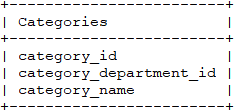 +------------------------+
| Categories             |
+------------------------+
| category_id            |
| category_department_id |
| category_name          |
+------------------------+